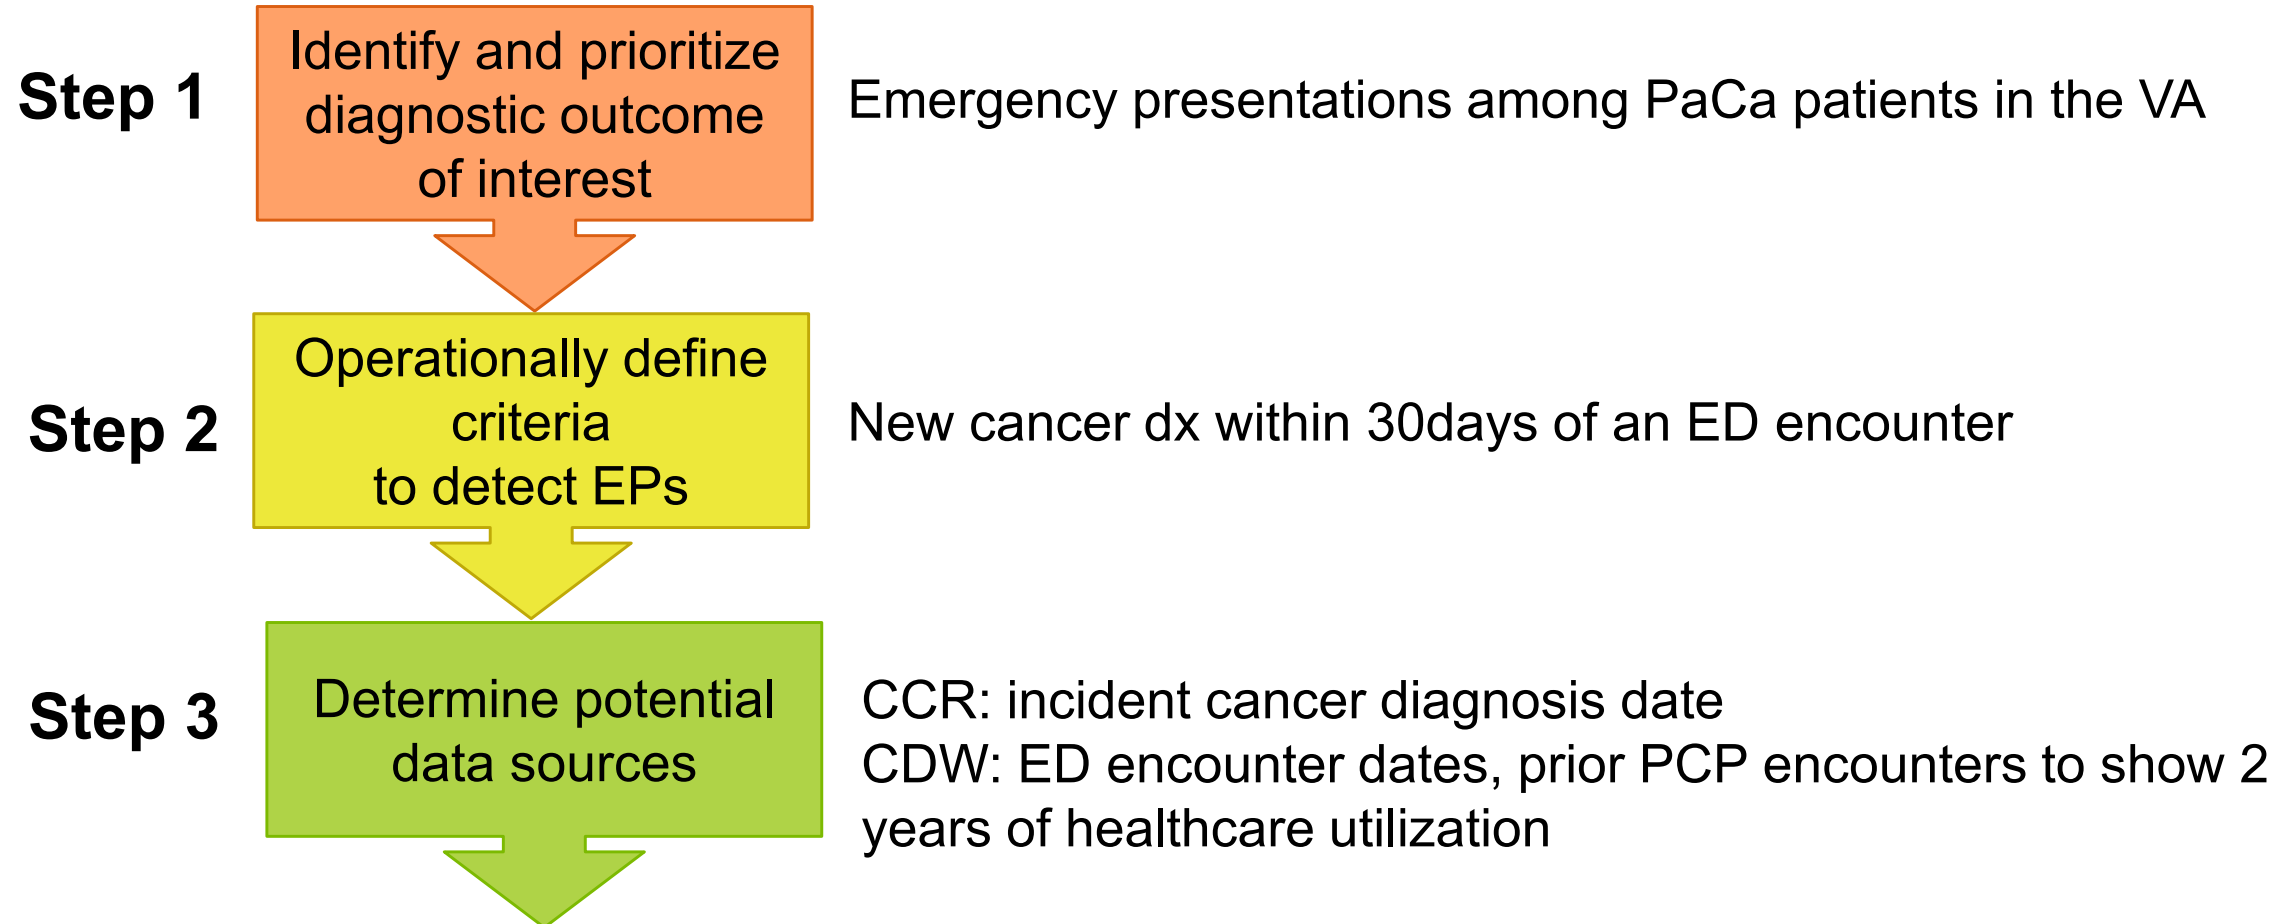 Step 1
Identify and prioritize
diagnostic outcome
of interest
Emergency presentations among PaCa patients in the VA
Step 2
Operationally define
criteria
to detect EPs
New cancer dx within 30days of an ED encounter
Step 3
Determine potential
data sources
CCR: incident cancer diagnosis date
CDW: ED encounter dates, prior PCP encounters to show 2
years of healthcare utilization